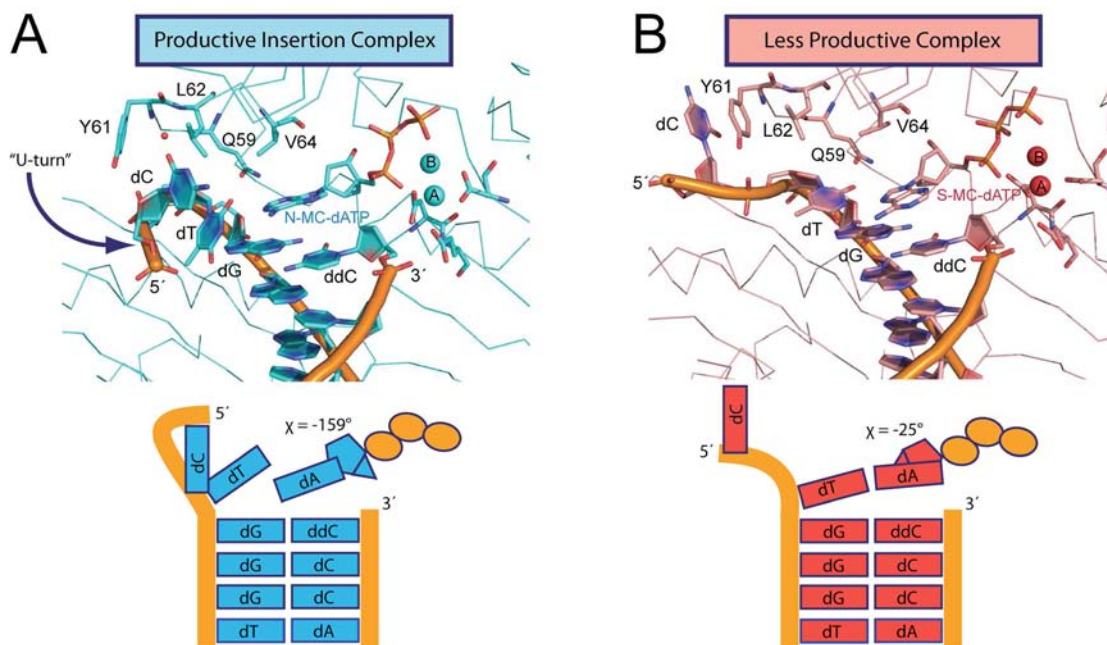 A
Productive Insertion Complex
L62
Y61
Q59
V64
"U-turn"
dC
B
A
N-MC-dATP
dT
dG
ddC
5´
3´
5´
χ = -159°
dC
dT
dA
3´
dG ddC
dG dC
dG dC
dT dA
B
Less Productive Complex
Y61
dC
L62
V64
Q59
B
A
5´
S-MC-dATP
dT
dG
ddC
3´
dC
χ = -25°
5´
dT
dA
3´
dG ddC
dG dC
dG dC
dT dA